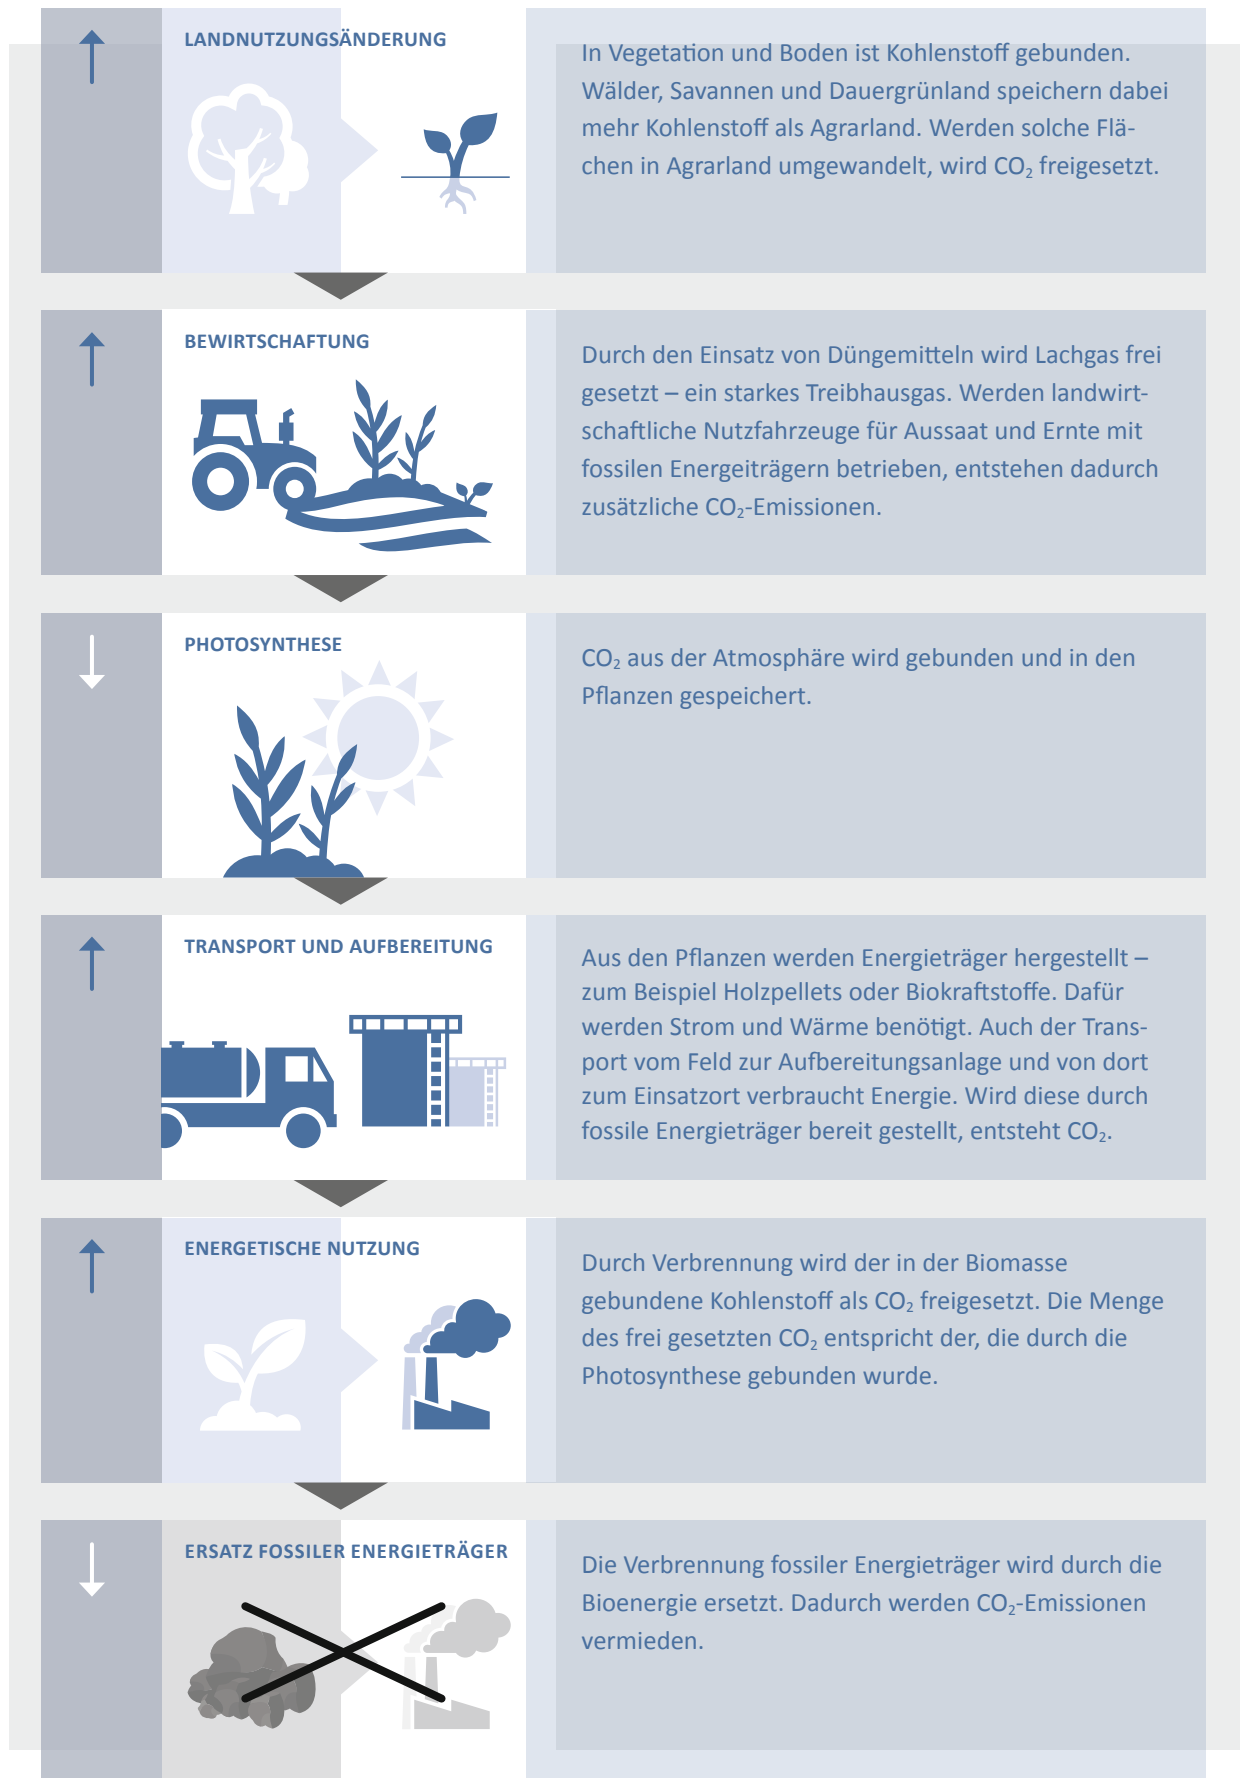 LANDNUTZUNGSÄNDERUNG
In Vegetation und Boden ist Kohlenstoff gebunden.
Wälder, Savannen und Dauergrünland speichern dabei
mehr Kohlenstoff als Agrarland. Werden solche Flä-
chen in Agrarland umgewandelt, wird CO₂ freigesetzt.
BEWIRTSCHAFTUNG
Durch den Einsatz von Düngemitteln wird Lachgas frei
gesetzt – ein starkes Treibhausgas. Werden landwirt-
schaftliche Nutzfahrzeuge für Aussaat und Ernte mit
fossilen Energeiträgern betrieben, entstehen dadurch
zusätzliche CO₂-Emissionen.
PHOTOSYNTHESE
CO₂ aus der Atmosphäre wird gebunden und in den
Pflanzen gespeichert.
TRANSPORT UND AUFBEREITUNG
Aus den Pflanzen werden Energieträger hergestellt –
zum Beispiel Holzpellets oder Biokraftstoffe. Dafür
werden Strom und Wärme benötigt. Auch der Trans-
port vom Feld zur Aufbereitungsanlage und von dort
zum Einsatzort verbraucht Energie. Wird diese durch
fossile Energieträger bereit gestellt, entsteht CO₂.
ENERGETISCHE NUTZUNG
Durch Verbrennung wird der in der Biomasse
gebundene Kohlenstoff als CO₂ freigesetzt. Die Menge
des frei gesetzten CO₂ entspricht der, die durch die
Photosynthese gebunden wurde.
ERSATZ FOSSILER ENERGIETRÄGER
Die Verbrennung fossiler Energieträger wird durch die
Bioenergie ersetzt. Dadurch werden CO₂-Emissionen
vermieden.